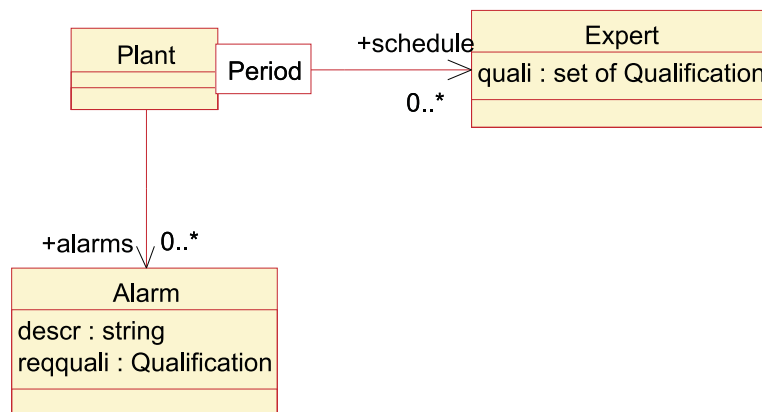 Plant
Period
+schedule
0..*
Expert
quali : set of Qualification
+alarms
0..*
Alarm
descr : string
reqquali : Qualification